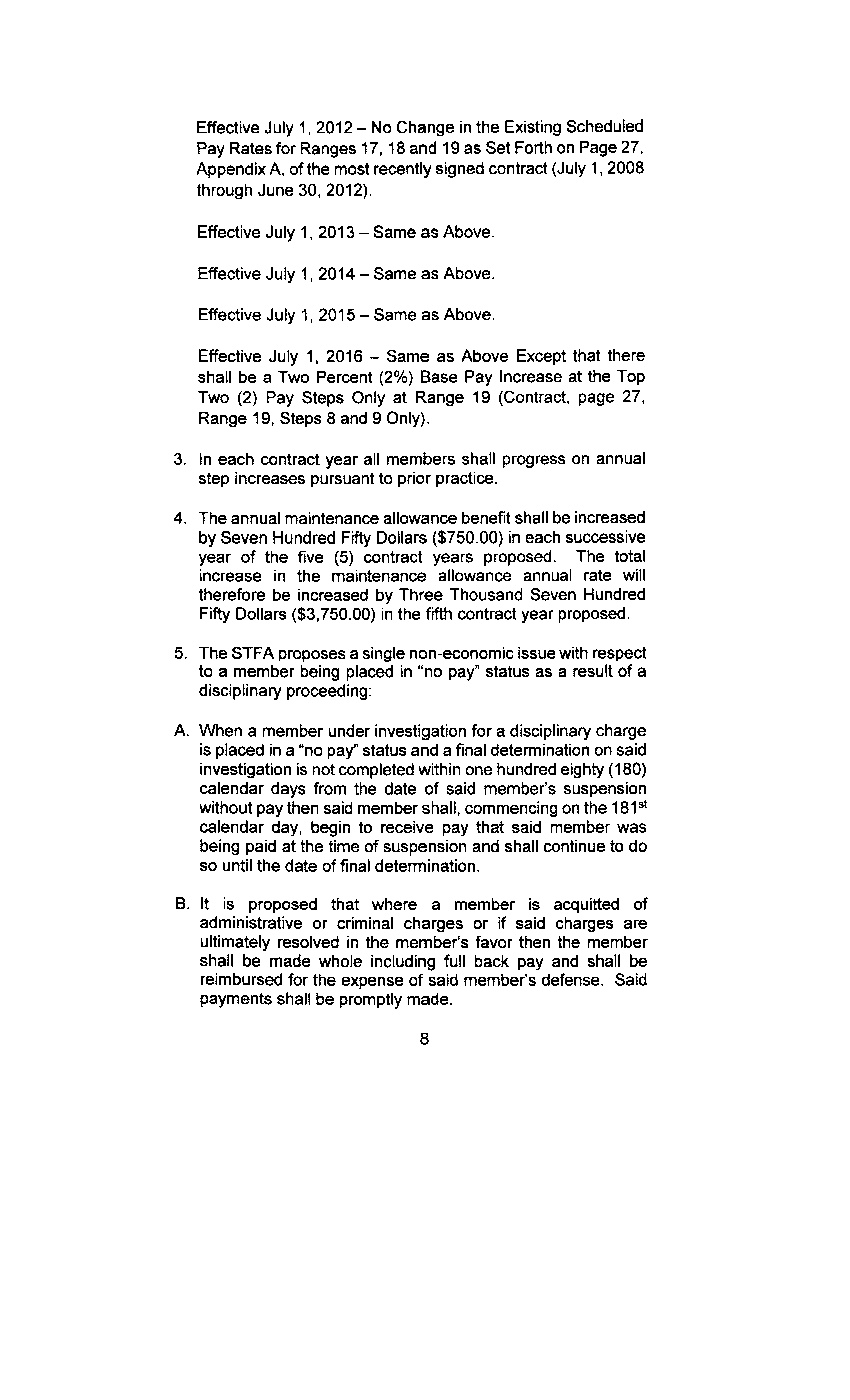 Effective July 1, 2012 – No Change in the Existing Scheduled
Pay Rates for Ranges 17, 18 and 19 as Set Forth on Page 27,
Appendix A, of the most recently signed contract (July 1, 2008
through June 30, 2012).
Effective July 1, 2013 – Same as Above.
Effective July 1, 2014 – Same as Above.
Effective July 1, 2015 – Same as Above.
Effective July 1, 2016 – Same as Above Except that there
shall be a Two Percent (2%) Base Pay Increase at the Top
Two (2) Pay Steps Only at Range 19 (Contract, page 27,
Range 19, Steps 8 and 9 Only).
3. In each contract year all members shall progress on annual
step increases pursuant to prior practice.
4. The annual maintenance allowance benefit shall be increased
by Seven Hundred Fifty Dollars ($750.00) in each successive
year of the five (5) contract years proposed. The total
increase in the maintenance allowance annual rate will
therefore be increased by Three Thousand Seven Hundred
Fifty Dollars ($3,750.00) in the fifth contract year proposed.
5. The STFA proposes a single non-economic issue with respect
to a member being placed in “no pay” status as a result of a
disciplinary proceeding:
A. When a member under investigation for a disciplinary charge
is placed in a “no pay” status and a final determination on said
investigation is not completed within one hundred eighty (180)
calendar days from the date of said member's suspension
without pay then said member shall, commencing on the 181st
calendar day, begin to receive pay that said member was
being paid at the time of suspension and shall continue to do
so until the date of final determination.
B. It is proposed that where a member is acquitted of
administrative or criminal charges or if said charges are
ultimately resolved in the member's favor then the member
shall be made whole including full back pay and shall be
reimbursed for the expense of said member's defense. Said
payments shall be promptly made.
8